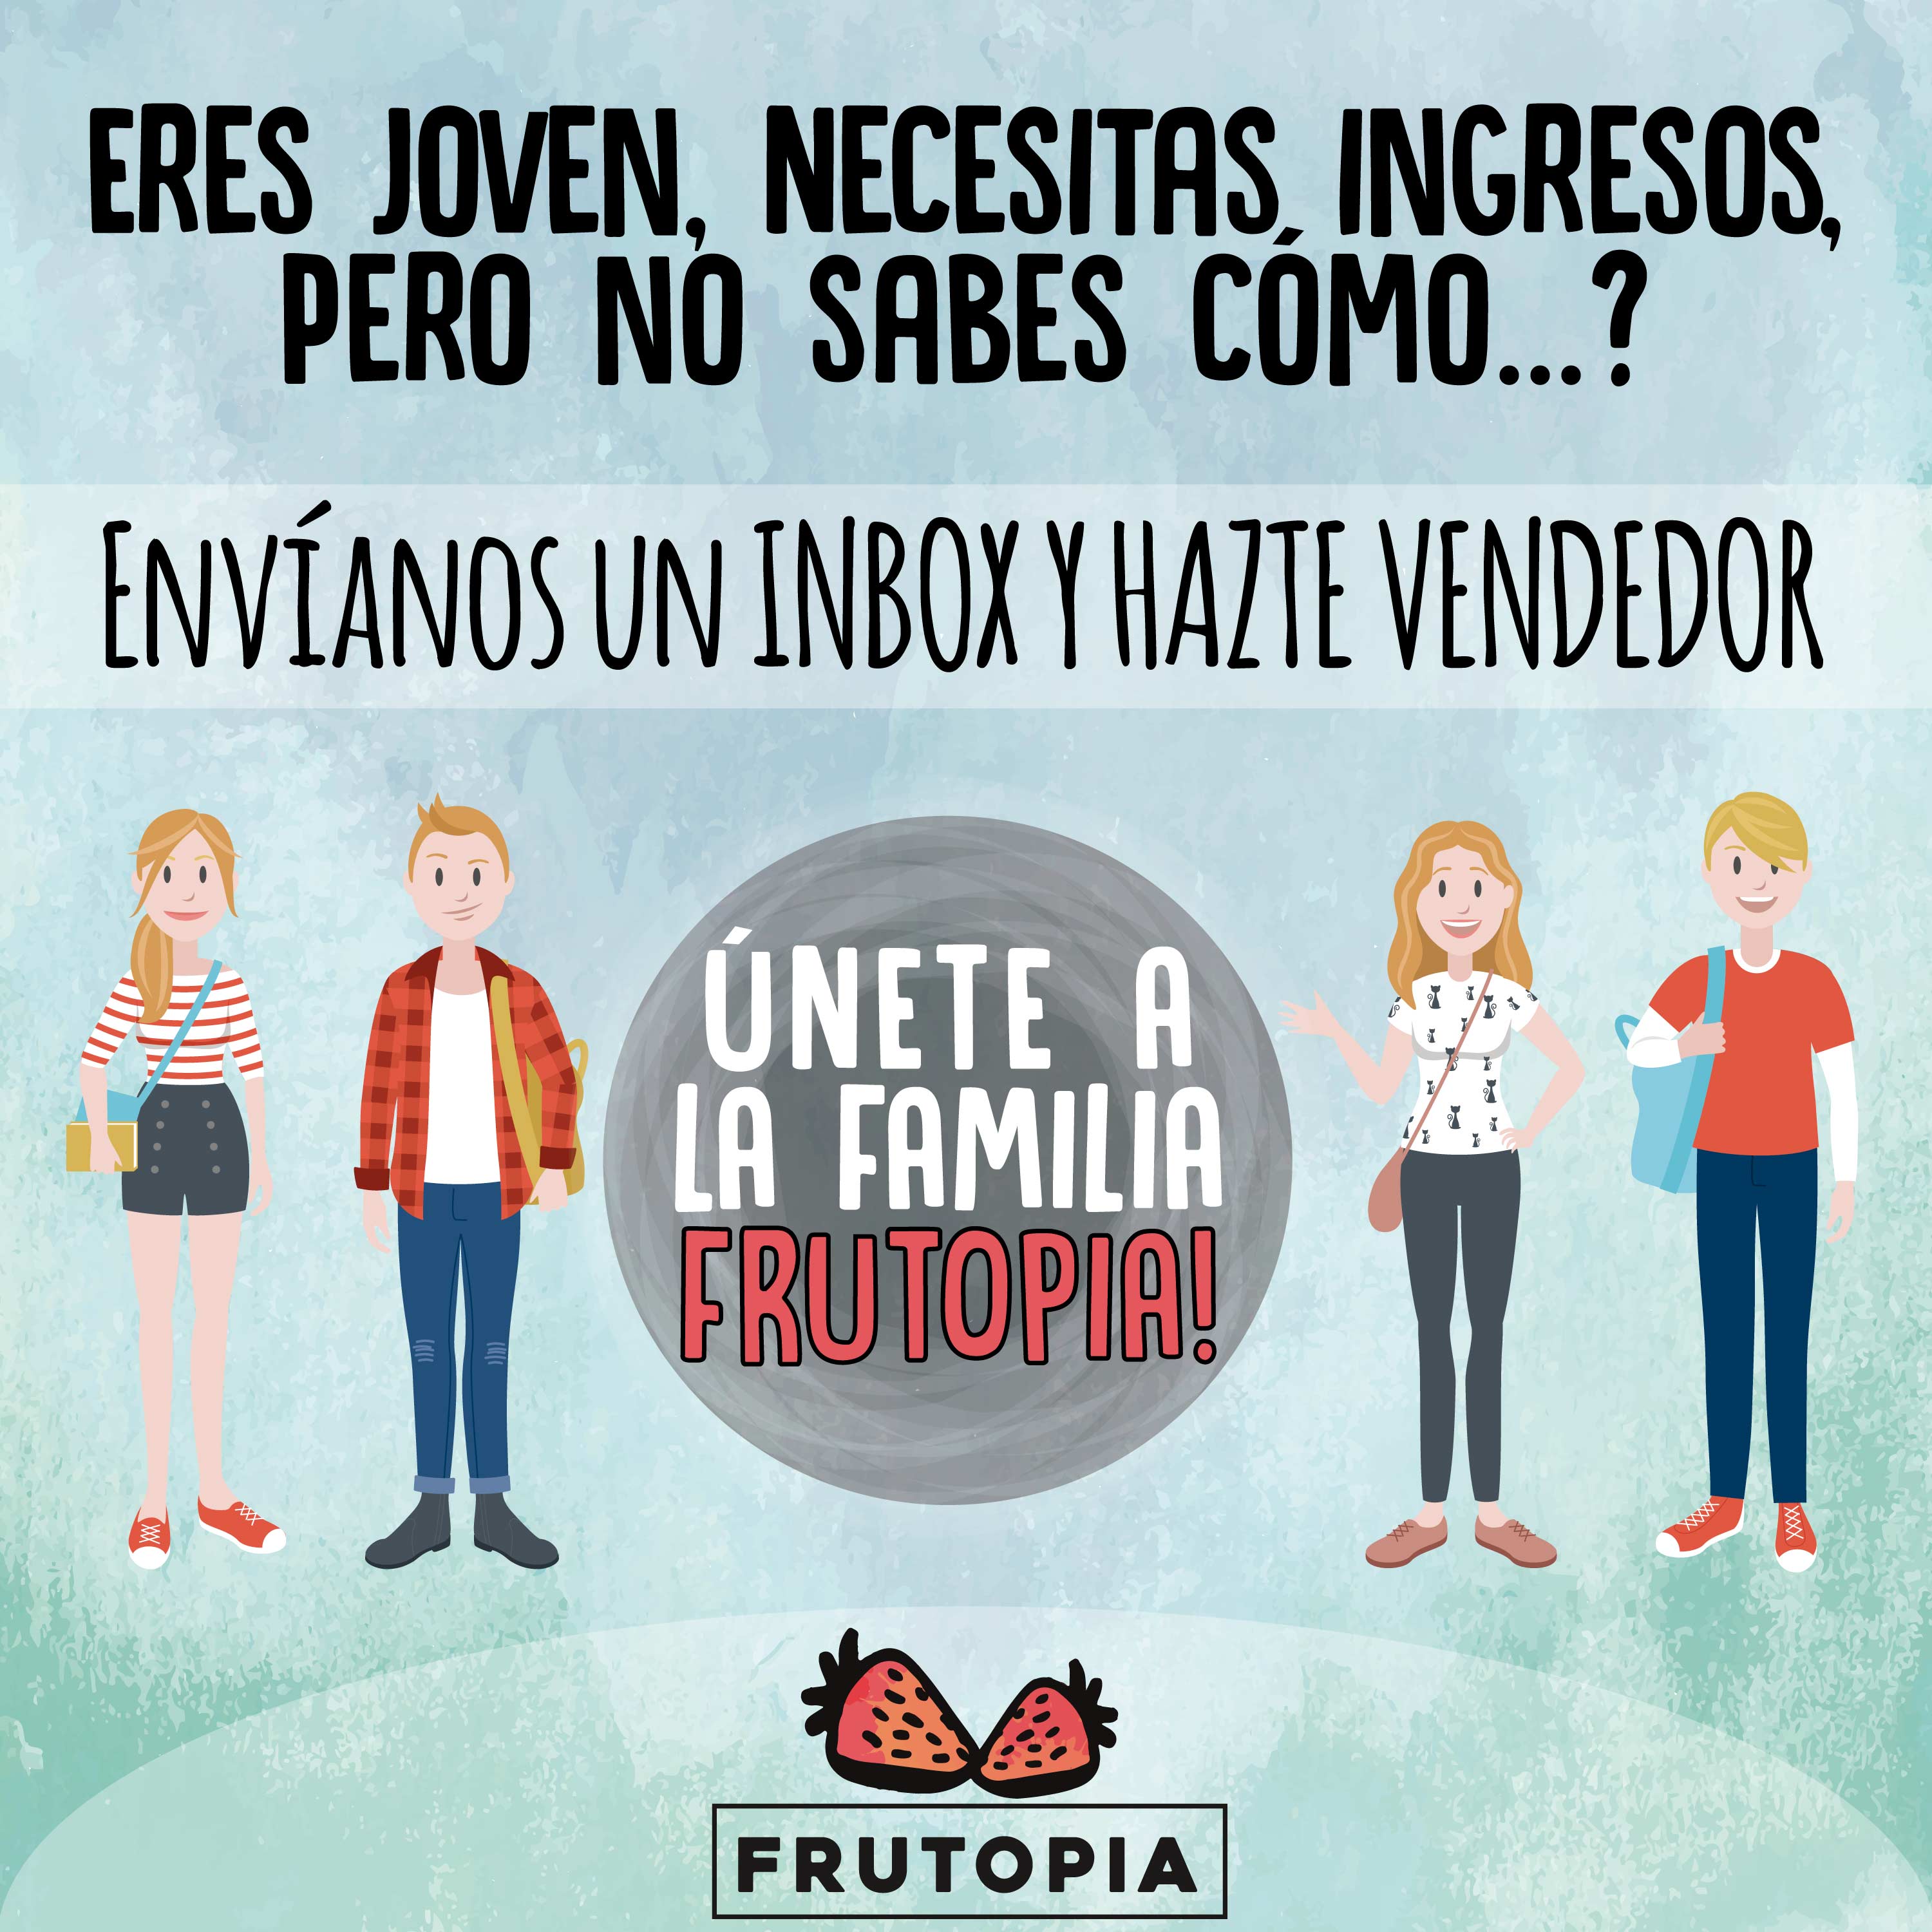 ERES JOVEN, NECESITAS INGRESOS,
PERO NO SABES CÓMO...?
ENVÍANOS UN INBOX Y HAZTE VENDEDOR
ÚNETE A
LA FAMILIA
FRUTOPIA!
FRUTOPIA